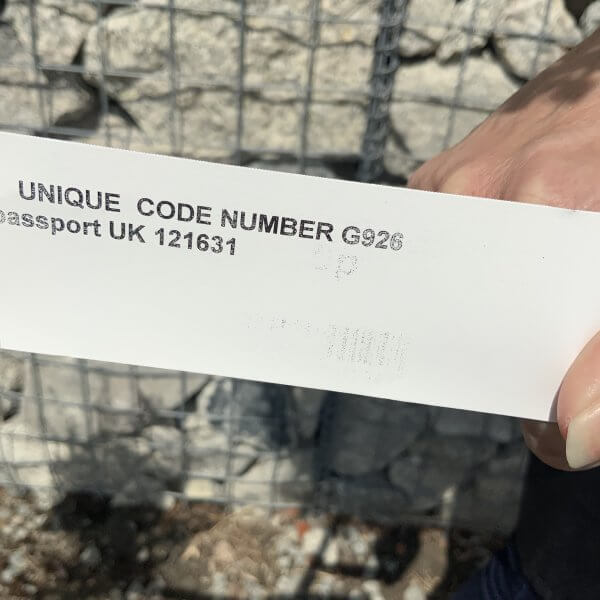 UNIQUE CODE NUMBER G926
passport UK 121631